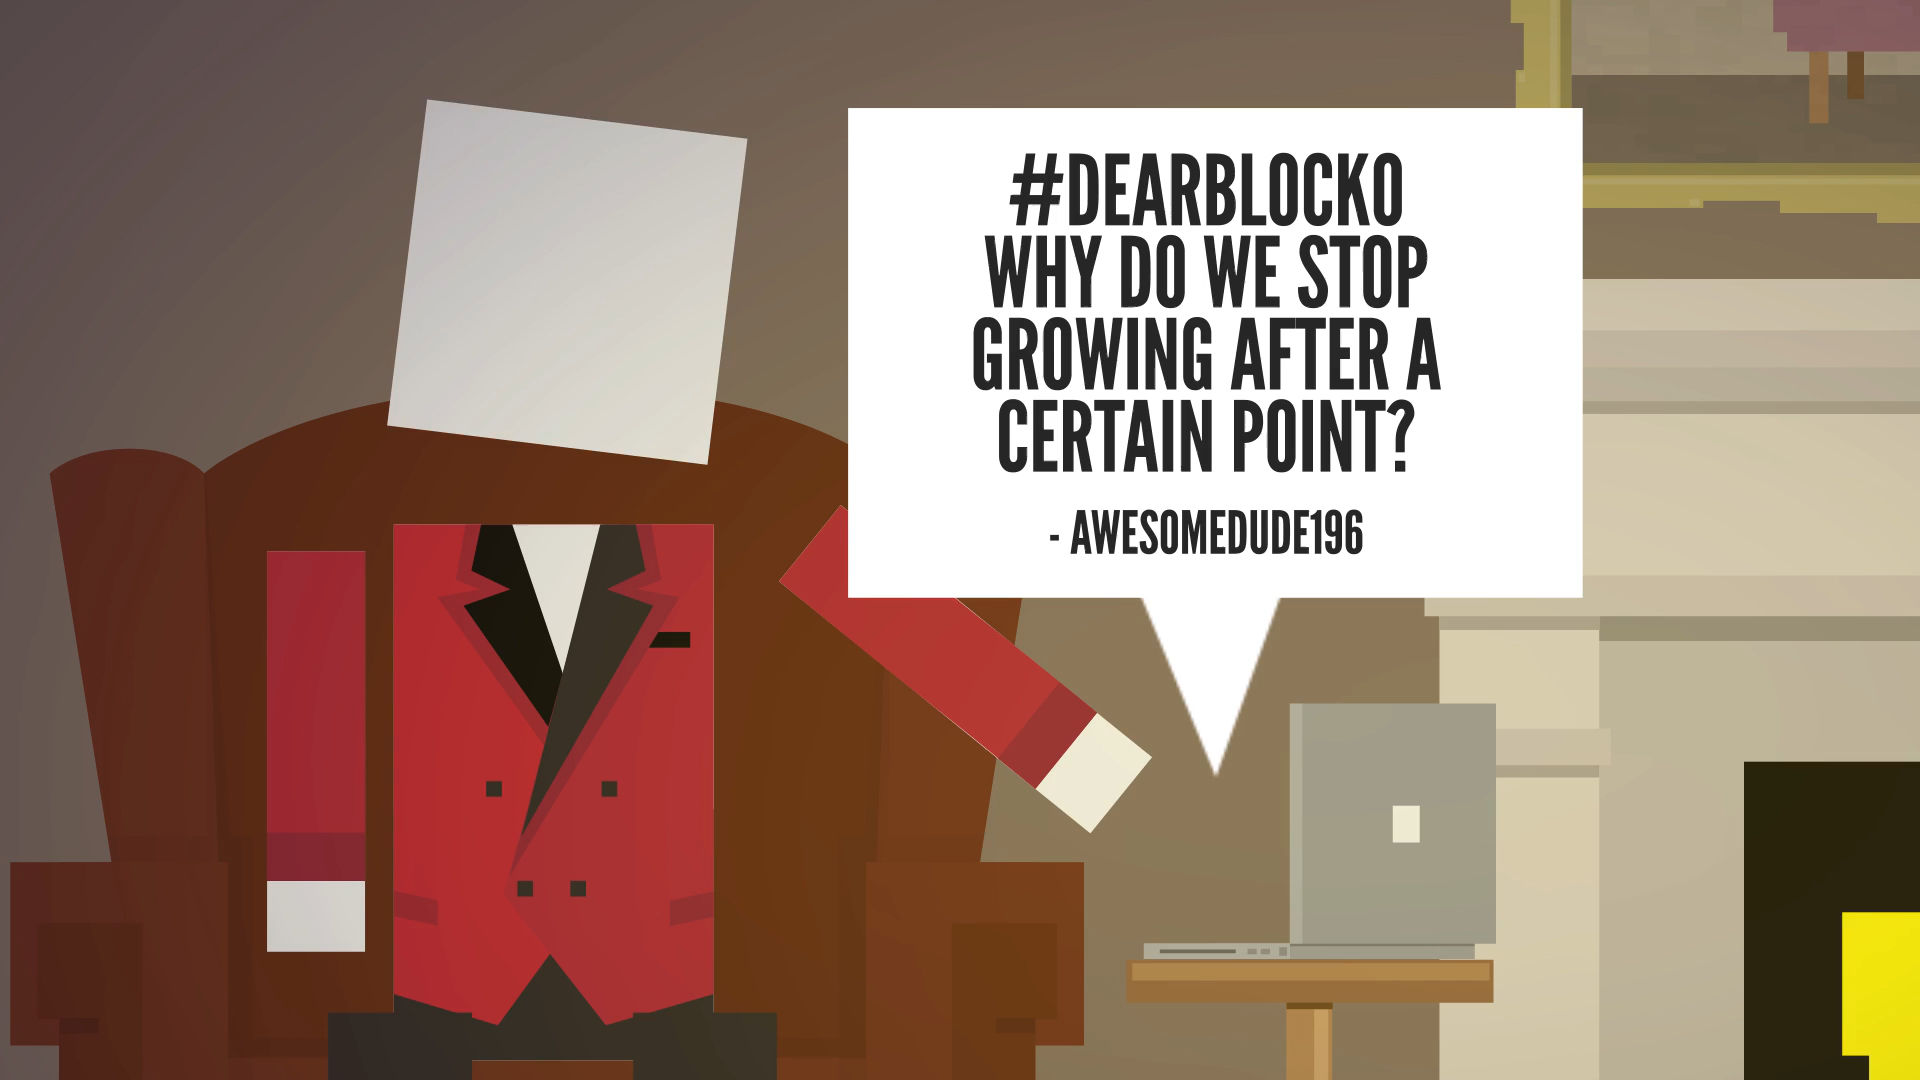 #DEARBLOCKO
WHY DO WE STOP
GROWING AFTER A
CERTAIN POINT?
- AWESOMEDUDE196